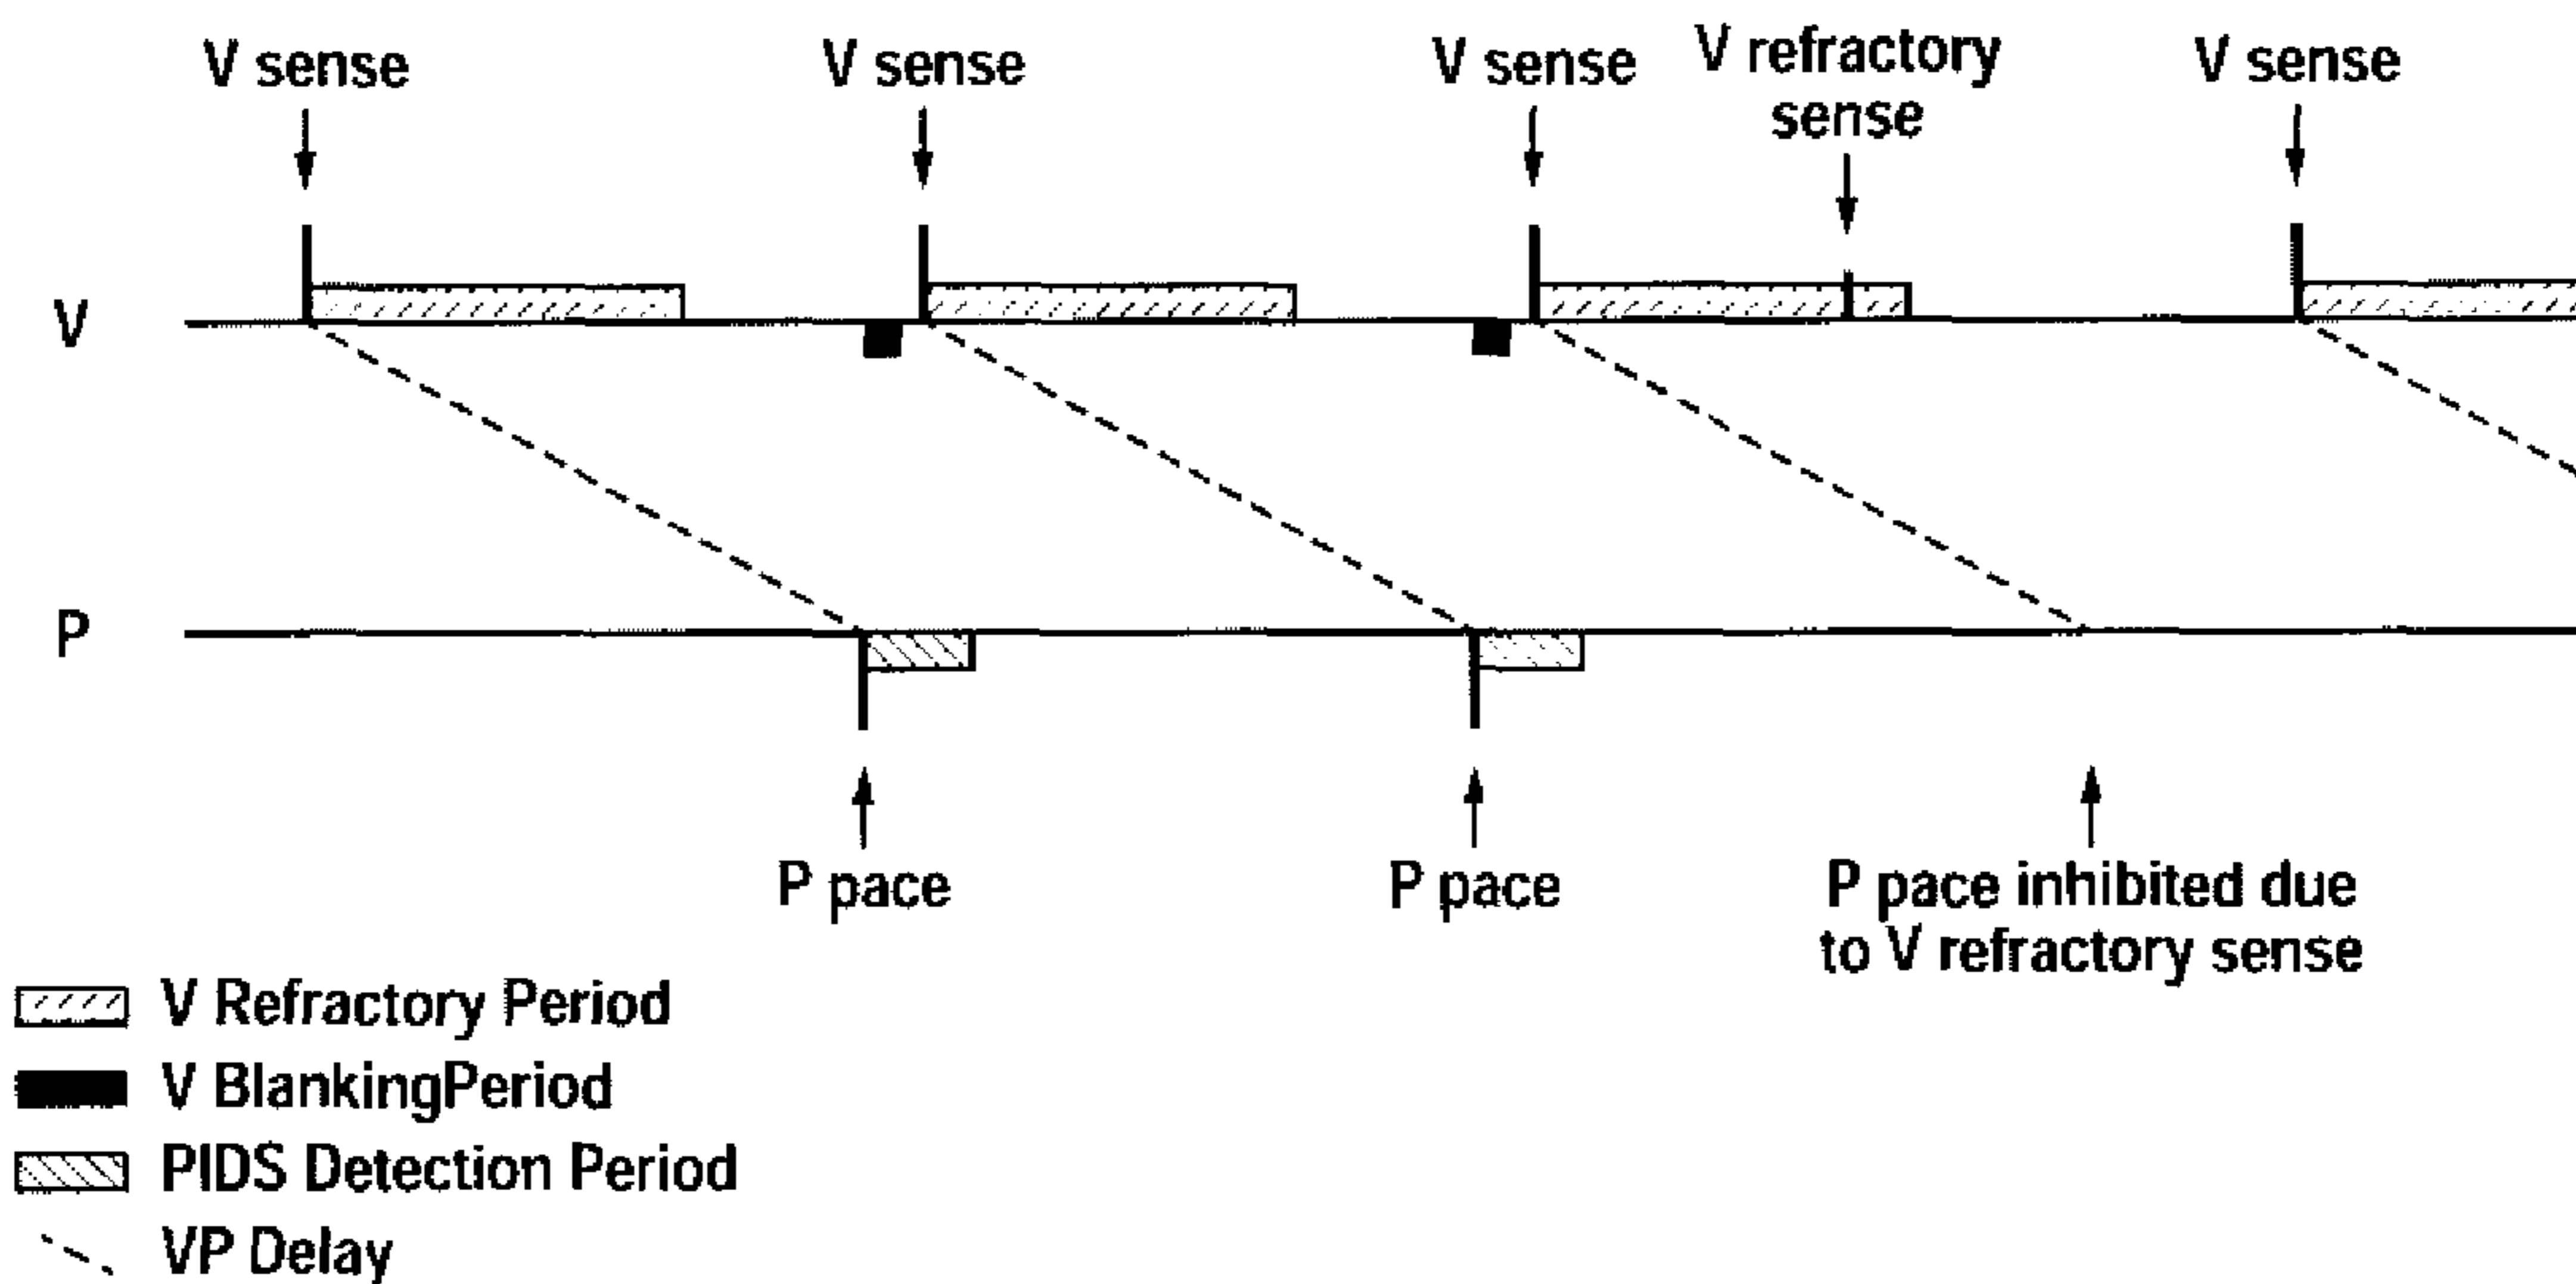 V sense
V sense
V sense
V refractory
sense
V sense
V
P
P pace
P pace
P pace inhibited due
to V refractory sense
V Refractory Period
V BlankingPeriod
PIDS Detection Period
VP Delay